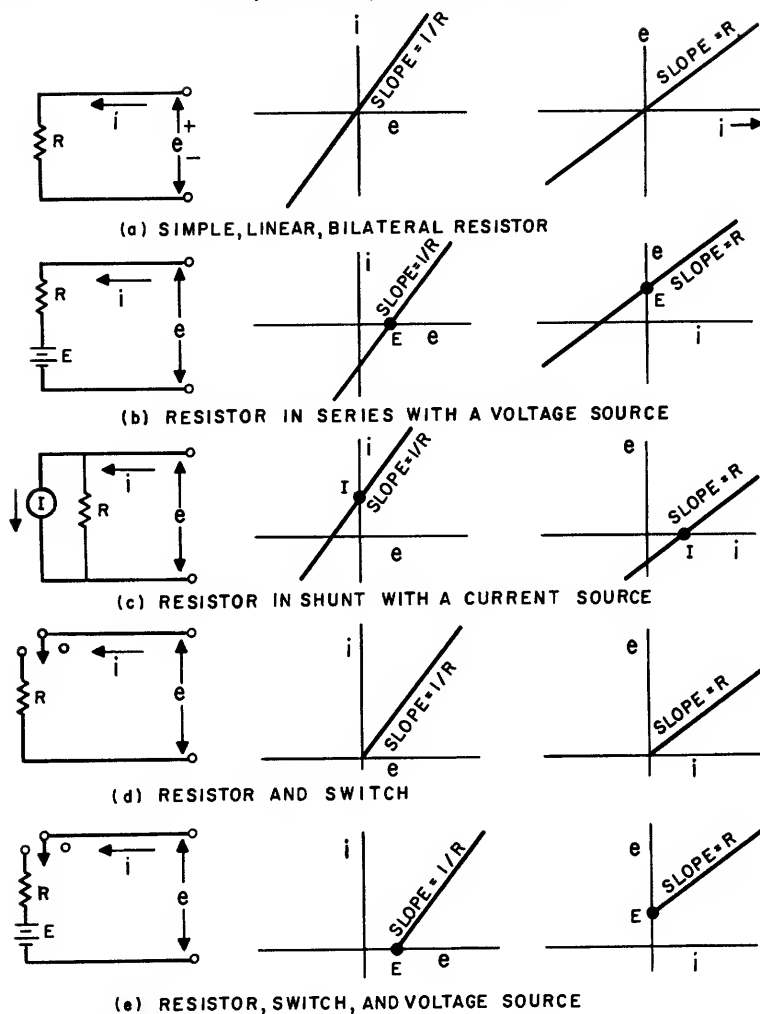 i e
SLOPE=1/R SLOPE=R
R i + e - e i
(a) SIMPLE, LINEAR, BILATERAL RESISTOR
i e
SLOPE=1/R SLOPE=R
R i e E e E i
E
(b) RESISTOR IN SERIES WITH A VOLTAGE SOURCE
i e
SLOPE=1/R SLOPE=R
I R i e I e I i
(c) RESISTOR IN SHUNT WITH A CURRENT SOURCE
i e
SLOPE=1/R SLOPE=R
R i e e i
(d) RESISTOR AND SWITCH
i e
SLOPE=1/R SLOPE=R
R i e E e E i
E
(e) RESISTOR, SWITCH, AND VOLTAGE SOURCE